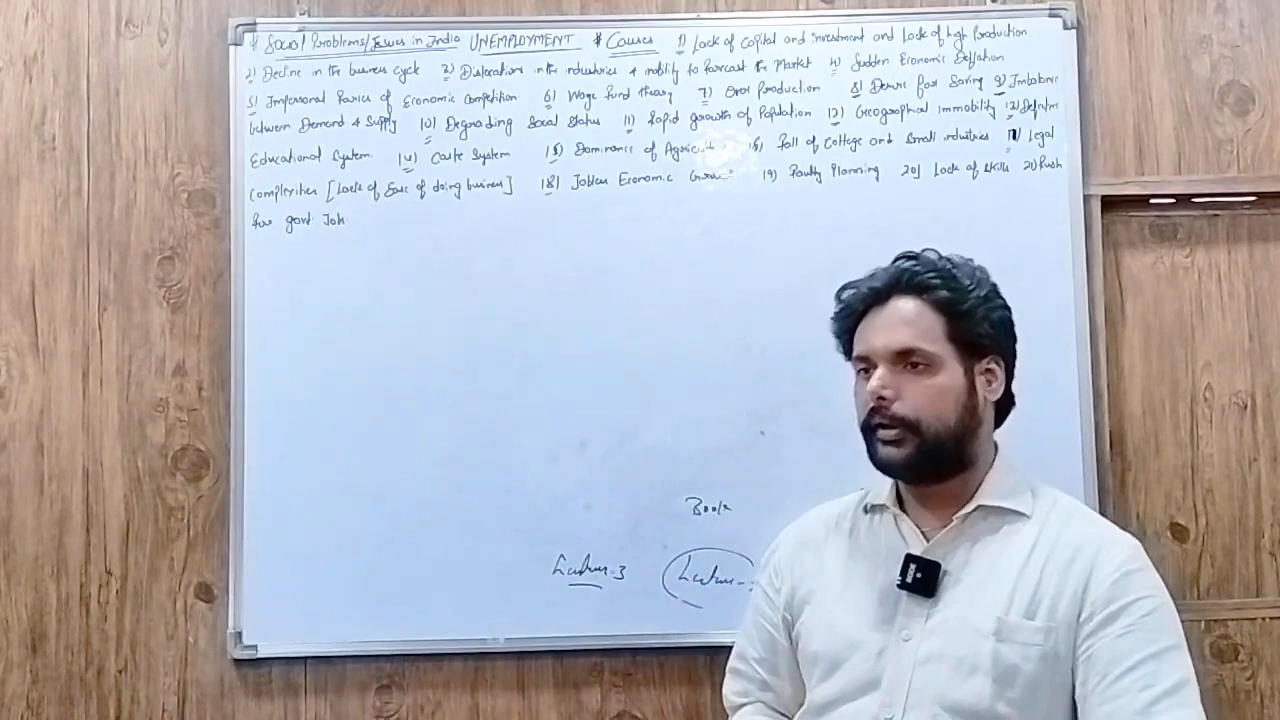 # Social Problems/Issues in India UNEMPLOYMENT # Causes 1) Lack of Capital and investment and Lack of high Production
2) Decline in the business cycle 3) Dislocations in the industries & inability to forecast the Market 4) Sudden Economic Deflation
5) Impersonal Forces of Economic Competition 6) Wage fund theory 7) Over Production 8) Desire for Saving 9) Imbalance
between Demand & Supply 10) Degrading Social Status 11) Rapid growth of Population 12) Geographical immobility
Educational System 14) Caste System 15) Dominance of 16) Fall of Cottage and Small industries 17) Legal
Complexities [Lack of Ease of doing business] 18) Jobless Economic 19) Faulty Planning 20) Lack of skills 21) Rush
for govt Job
Book
Lecture-3
RODE